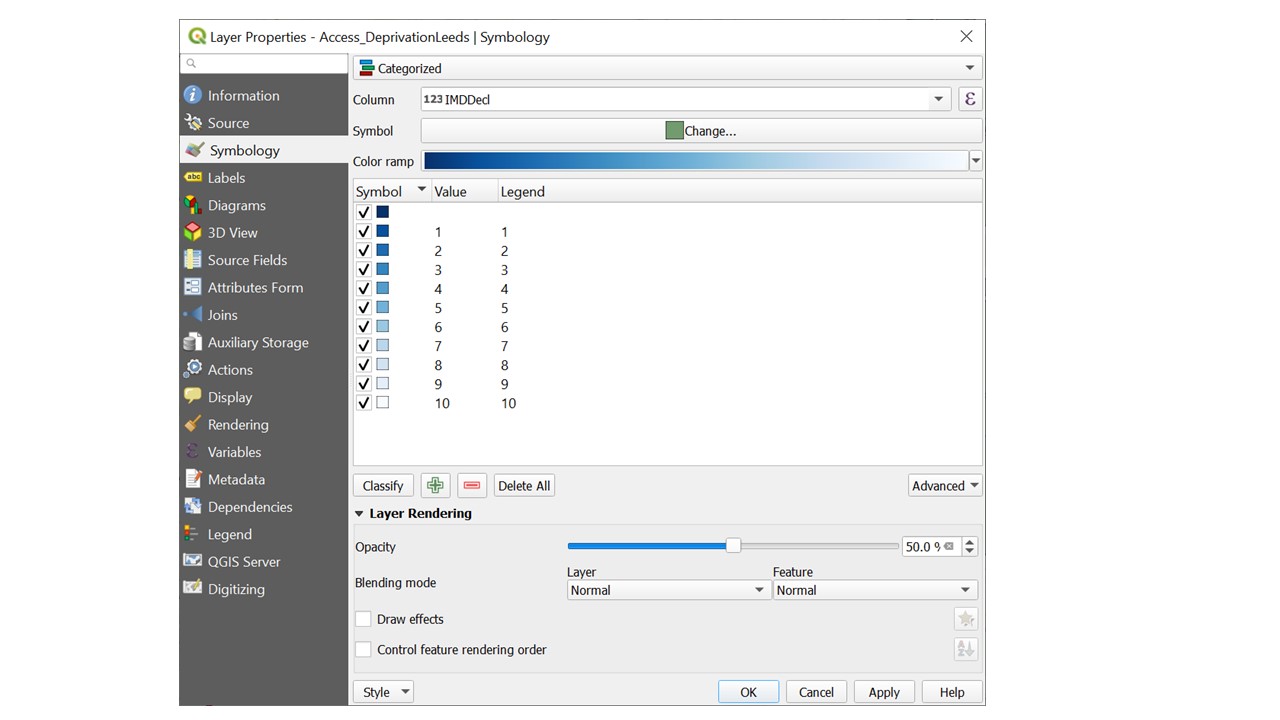 Layer Properties - Access_DeprivationLeeds | Symbology
Categorized
Information
Column 123 IMDDecl ε
Source
Symbol Change...
Symbology
Color ramp
Labels
abc
Symbol Value Legend
Diagrams
3D View
1 1
Source Fields
2 2
3 3
Attributes Form
4 4
Joins
5 5
6 6
Auxiliary Storage
7 7
Actions
8 8
9 9
Display
10 10
Rendering
Variables
Metadata
Classify Delete All Advanced
Dependencies
Layer Rendering
Legend
Opacity 50.0 %
QGIS Server
Layer Feature
Blending mode Normal Normal
Digitizing
Draw effects
Control feature rendering order
AZ
Style OK Cancel Apply Help